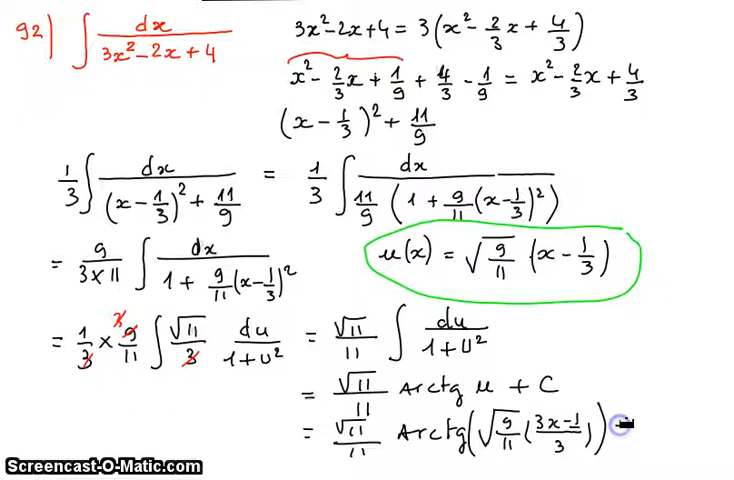 92) ∫ dx / (3x² - 2x + 4)
3x² - 2x + 4 = 3(x² - 2/3 x + 4/3)
x² - 2/3 x + 1/9 + 4/3 - 1/9 = x² - 2/3 x + 4/3
(x - 1/3)² + 11/9
1/3 ∫ dx / ((x - 1/3)² + 11/9) = 1/3 ∫ dx / (11/9 (1 + 9/11 (x - 1/3)²))
= 9/(3×11) ∫ dx / (1 + 9/11 (x - 1/3)²)
u(x) = √(9/11) (x - 1/3)
= 1/3 × 9/11 ∫ √11/3 du/(1+U²) = √11/11 ∫ du/(1+U²)
3
= √11/11 Arctg u + C
= √11/11 Arctg(√(9/11) ((3x-1)/3))
Screencast-O-Matic.com